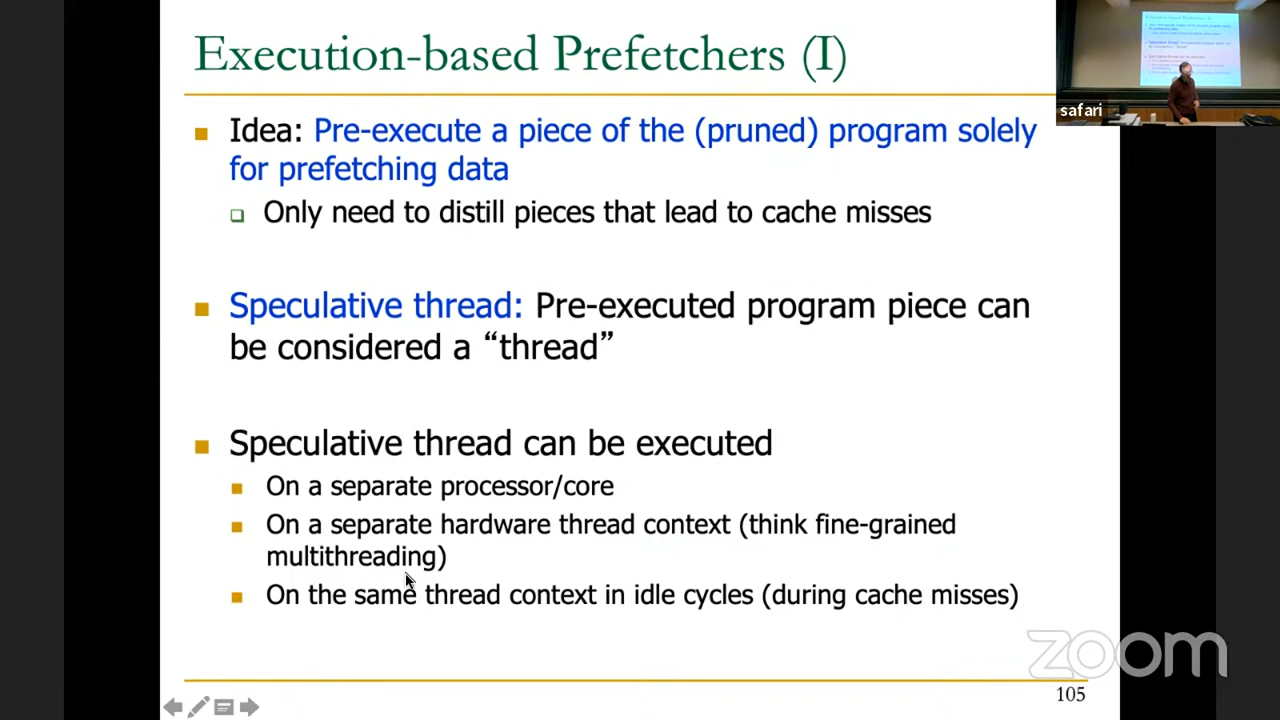 Execution-based Prefetchers (I)
Idea: Pre-execute a piece of the (pruned) program solely
for prefetching data
Only need to distill pieces that lead to cache misses
Speculative thread: Pre-executed program piece can
be considered a “thread”
Speculative thread can be executed
On a separate processor/core
On a separate hardware thread context (think fine-grained
multithreading)
On the same thread context in idle cycles (during cache misses)
105
safari
zoom